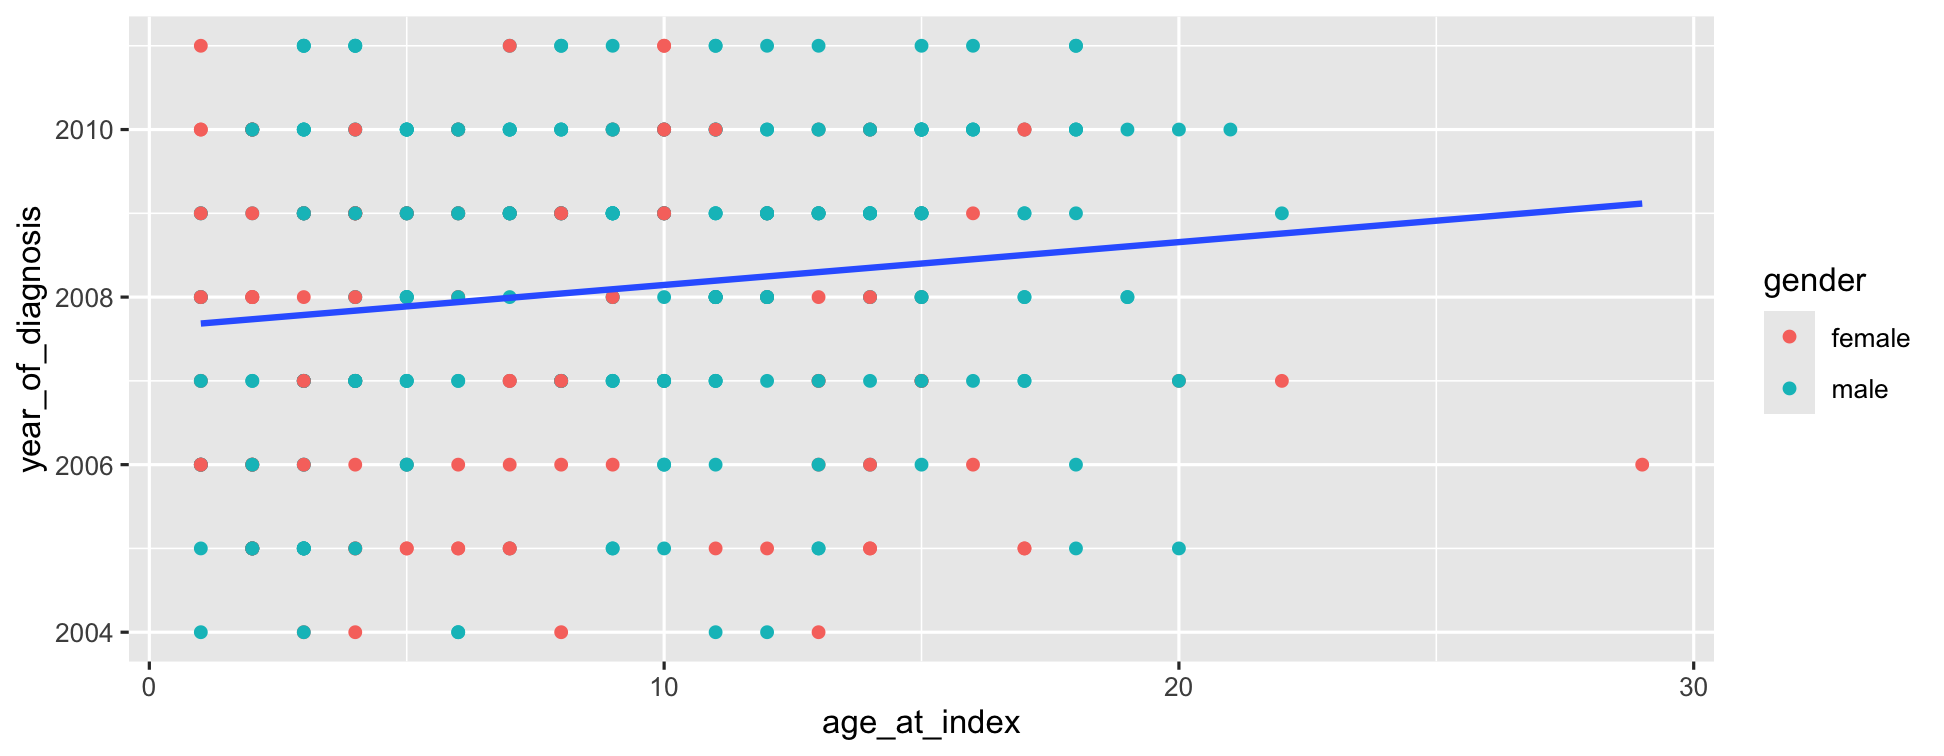 year_of_diagnosis
2010
2008
2006
2004
0 10 20 30
age_at_index
gender
female
male